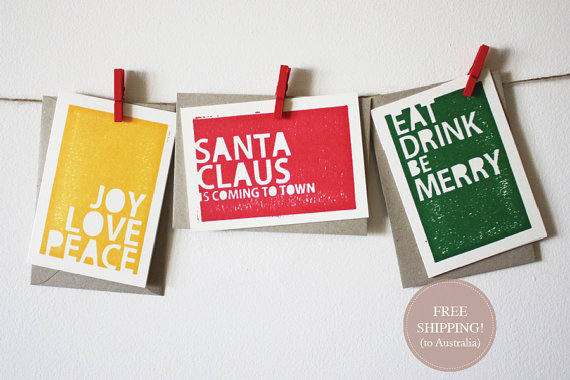 JOY
LOVE
PEACE
SANTA
CLAUS
IS COMING TO TOWN
EAT
DRINK
BE
MERRY
FREE
SHIPPING!
(to Australia)